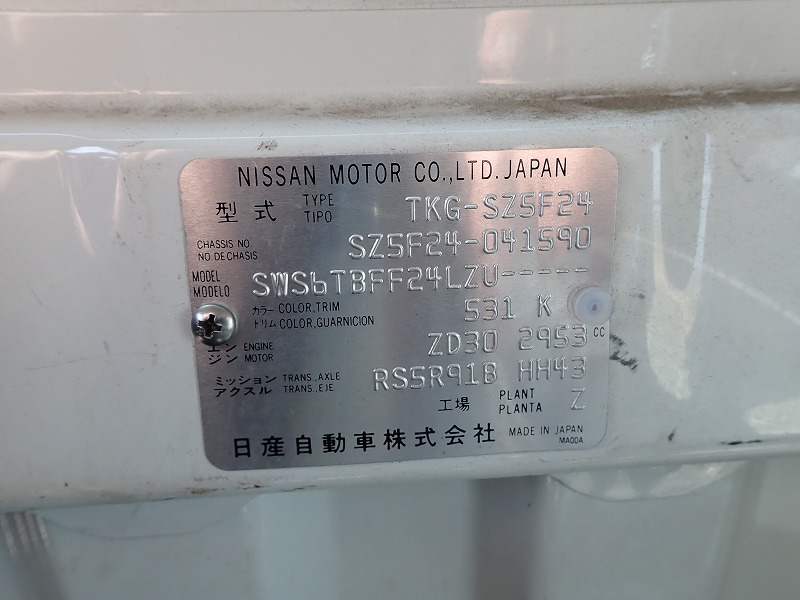 NISSAN MOTOR CO.,LTD. JAPAN
型式 TYPE TIPO TKG-SZ5F24
CHASSIS NO. NO DE CHASIS SZ5F24-041590
MODEL MODELO SWS6TBFF24LZU-----
カラー COLOR,TRIM トリム COLOR,GUARNICION 531 K
エンジン ENGINE MOTOR ZD30 2953 cc
ミッション TRANS.,AXLE アクスル TRANS.,EJE RS5R91B HH43
工場 PLANT PLANTA Z
日産自動車株式会社 MADE IN JAPAN
MA00A